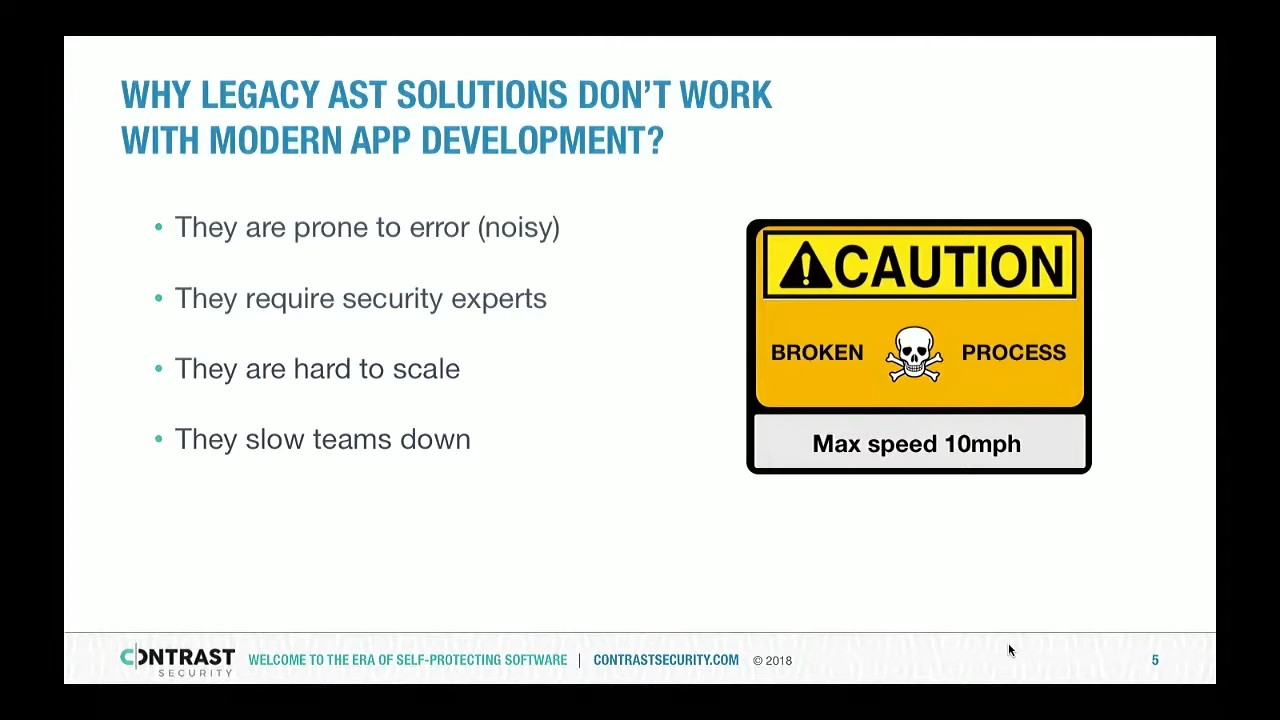 WHY LEGACY AST SOLUTIONS DON'T WORK
WITH MODERN APP DEVELOPMENT?
• They are prone to error (noisy)
• They require security experts
• They are hard to scale
• They slow teams down
CAUTION
BROKEN PROCESS
Max speed 10mph
CONTRAST
SECURITY
WELCOME TO THE ERA OF SELF-PROTECTING SOFTWARE | CONTRASTSECURITY.COM © 2018 5